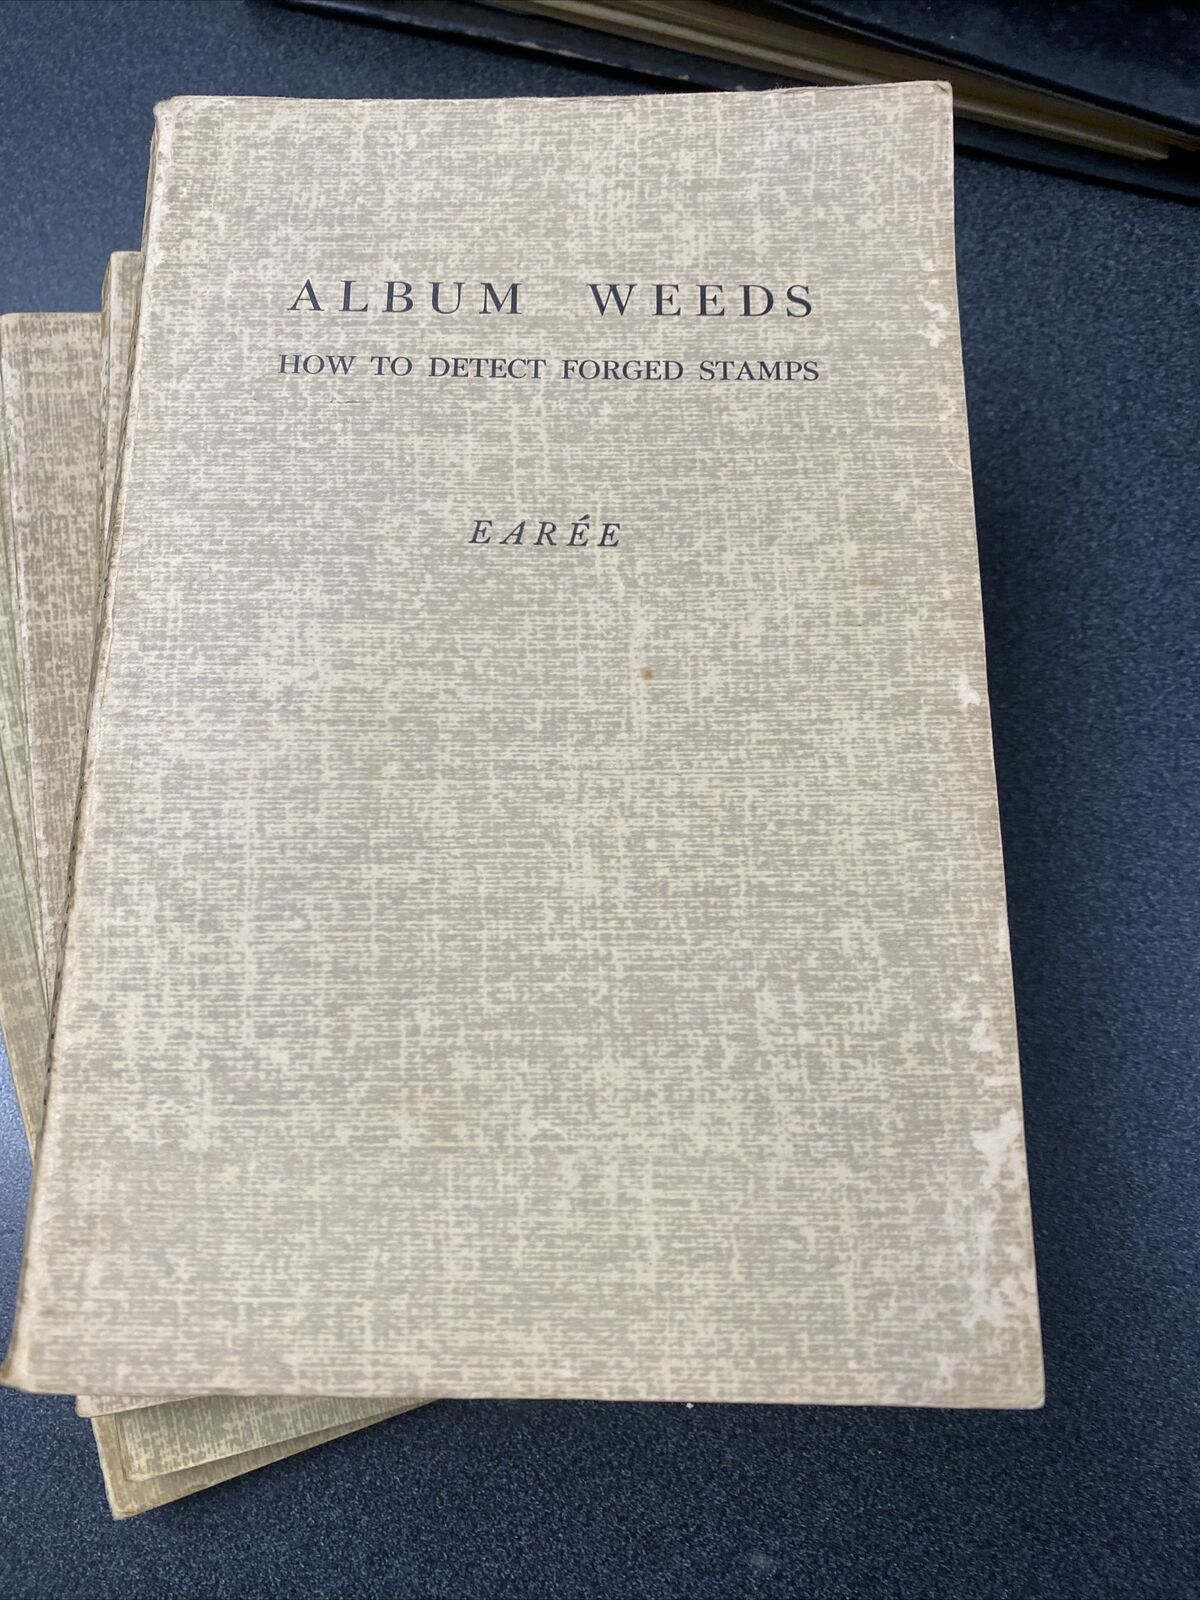 ALBUM WEEDS
HOW TO DETECT FORGED STAMPS
EARÉE